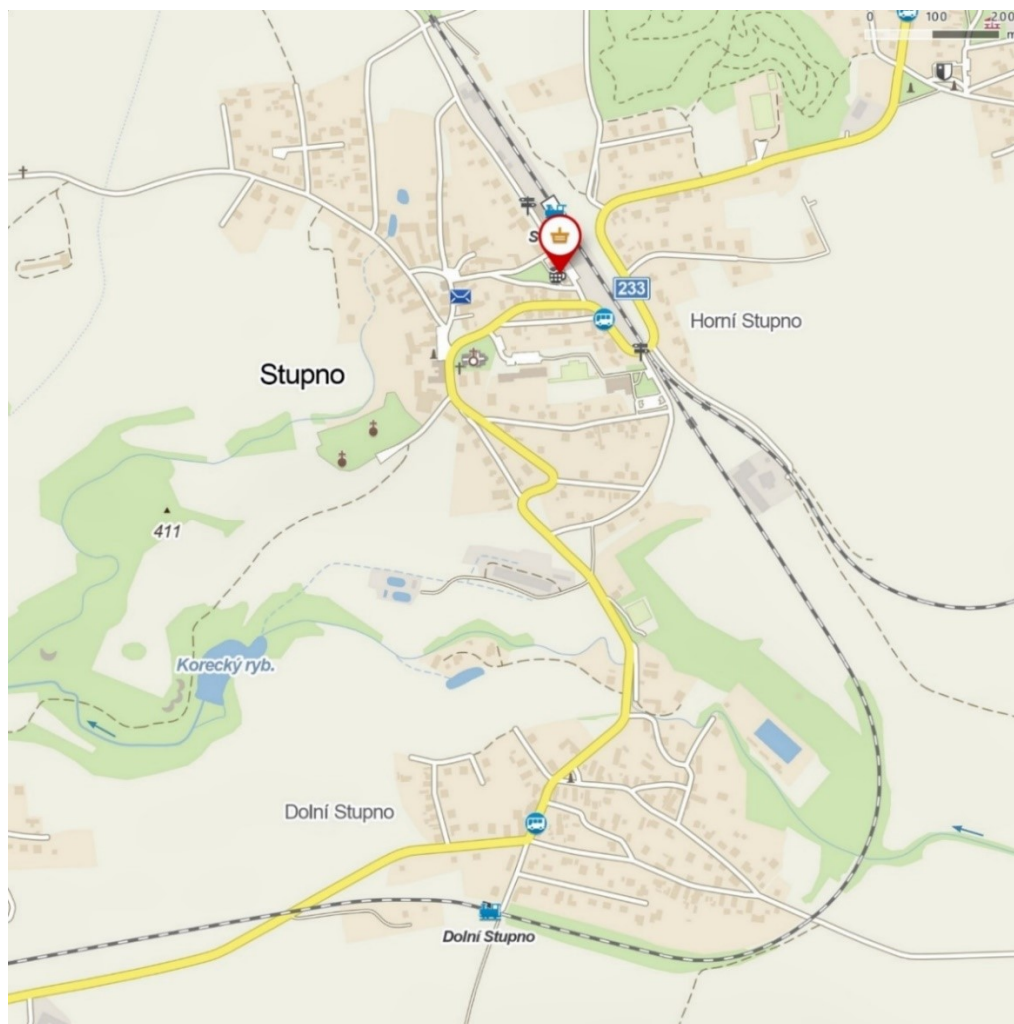 0 100 200
m
S
233
Horní Stupno
Stupno
411
Korecký ryb.
Dolní Stupno
Dolní Stupno